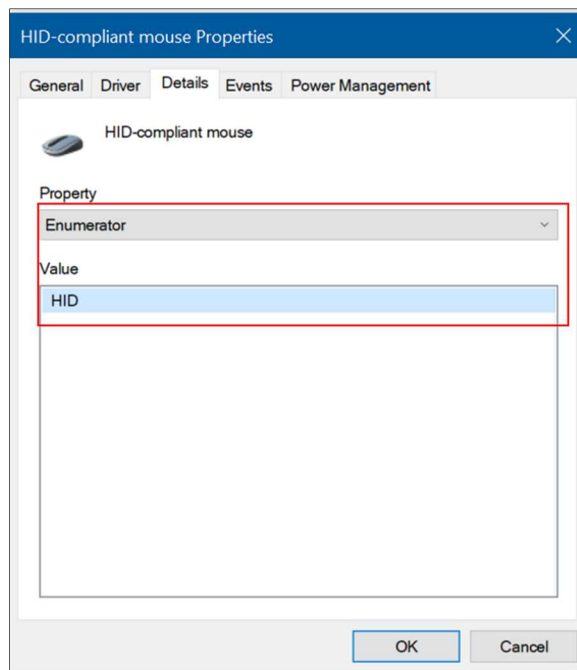 HID-compliant mouse Properties
General Driver Details Events Power Management
HID-compliant mouse
Property
Enumerator
Value
HID
OK Cancel